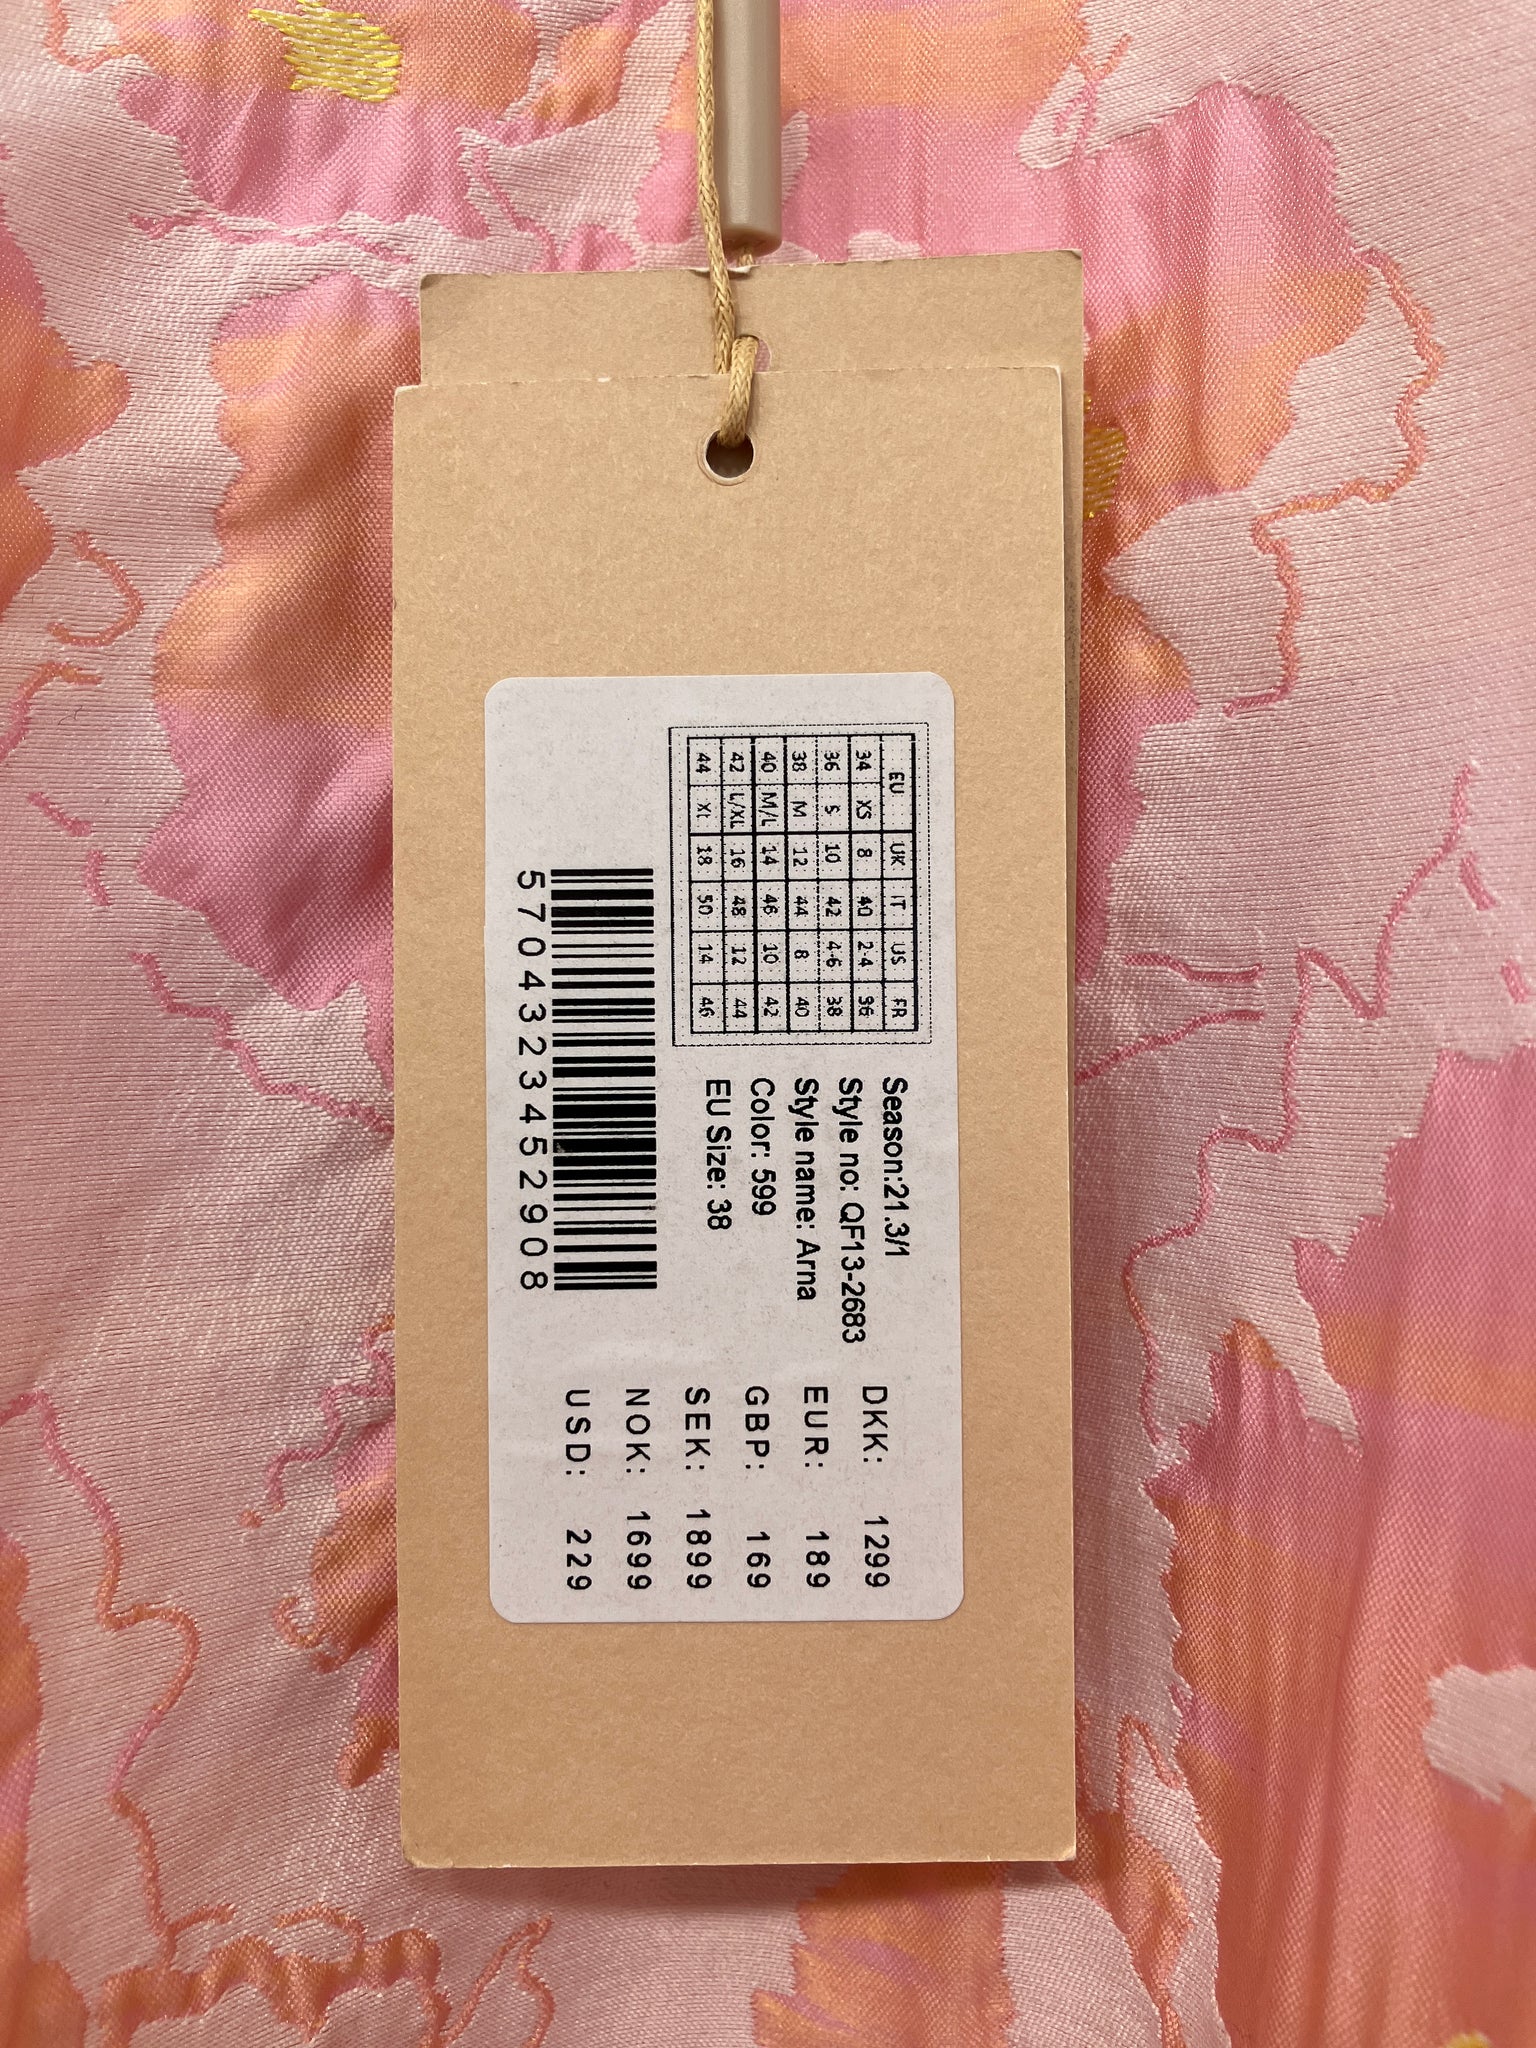 EU UK IT US FR
34 XS 8 40 2-4 36
36 S 10 42 4-6 38
38 M 12 44 8 40
40 M/L 14 46 10 42
42 L/XL 16 48 12 44
44 XL 18 50 14 46
5704323452908
Season:21.3/1
Style no: QF13-2683
Style name: Arna
Color: 599
EU Size: 38
DKK: 1299
EUR: 189
GBP: 169
SEK: 1899
NOK: 1699
USD: 229